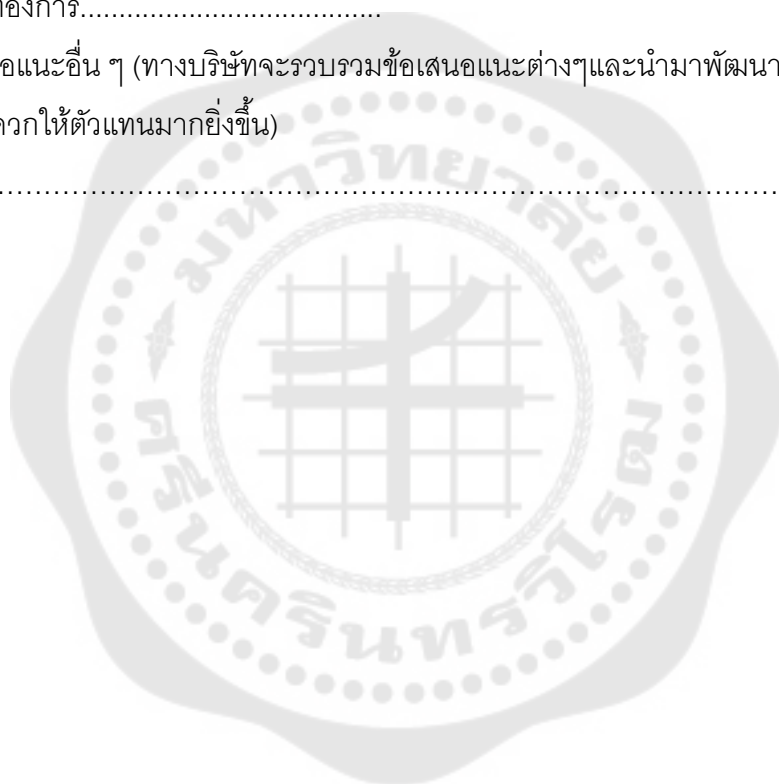 องการ......................................
อแนะอื่น ๆ (ทางบริษัทจะรวบรวมข้อเสนอแนะต่างๆและนำมาพัฒนา
วกให้ตัวแทนมากยิ่งขึ้น)
................................................................................
มหาวิทยาลัย
ศรีนครินทรวิโรฒ